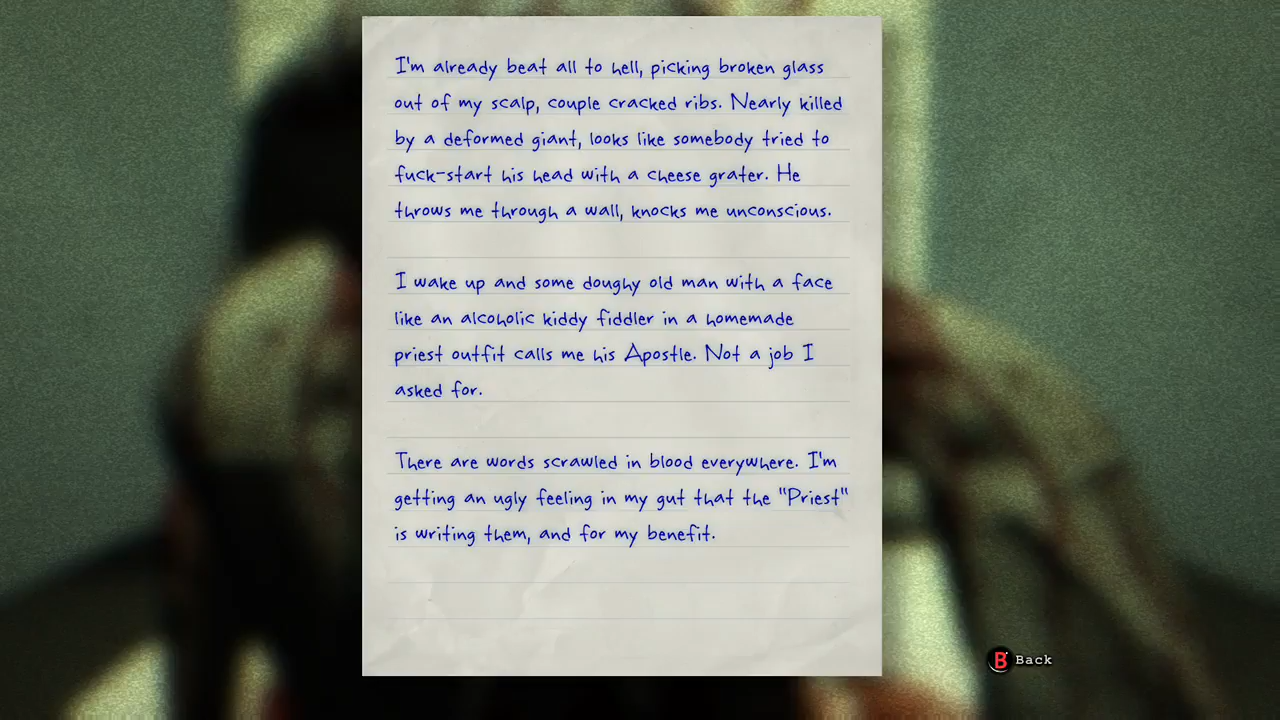 I'm already beat all to hell, picking broken glass
out of my scalp, couple cracked ribs. Nearly killed
by a deformed giant, looks like somebody tried to
fuck-start his head with a cheese grater. He
throws me through a wall, knocks me unconscious.
I wake up and some doughy old man with a face
like an alcoholic kiddy fiddler in a homemade
priest outfit calls me his Apostle. Not a job I
asked for.
There are words scrawled in blood everywhere. I'm
getting an ugly feeling in my gut that the "Priest"
is writing them, and for my benefit.
B Back